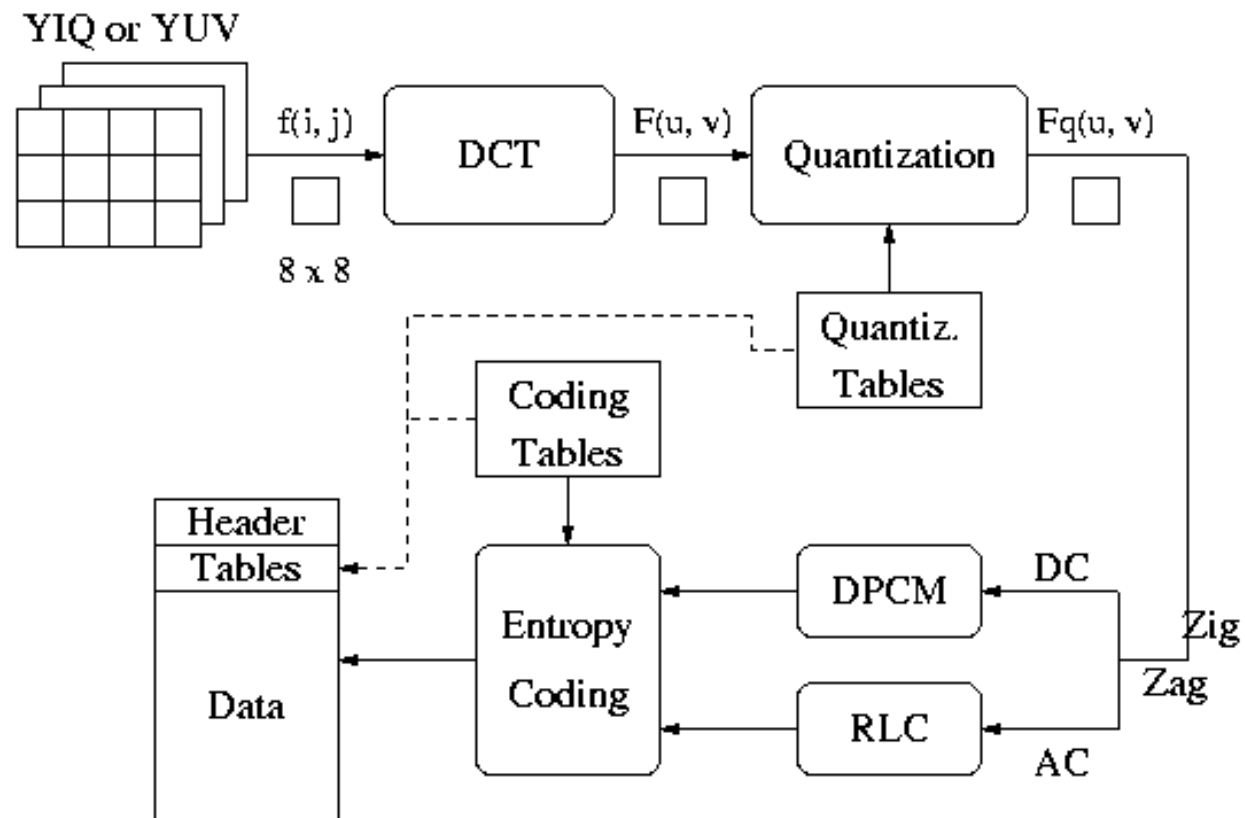 YIQ or YUV
f(i, j)
8 x 8
DCT
F(u, v)
Quantization
Fq(u, v)
Quantiz.
Tables
Coding
Tables
Header
Tables
Data
Entropy
Coding
DPCM
DC
Zig
Zag
RLC
AC